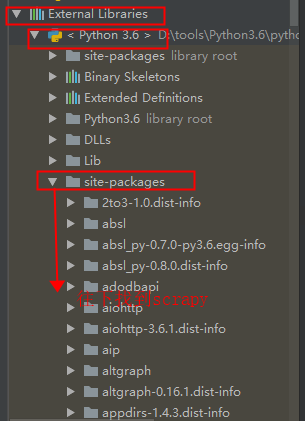 External Libraries
< Python 3.6 > D:\tools\Python3.6\pytho
site-packages library root
Binary Skeletons
Extended Definitions
Python3.6 library root
DLLs
Lib
site-packages
2to3-1.0.dist-info
absl
absl_py-0.7.0-py3.6.egg-info
absl_py-0.8.0.dist-info
adodbapi
scrapy
aiohttp
aiohttp-3.6.1.dist-info
aip
altgraph
altgraph-0.16.1.dist-info
appdirs-1.4.3.dist-info